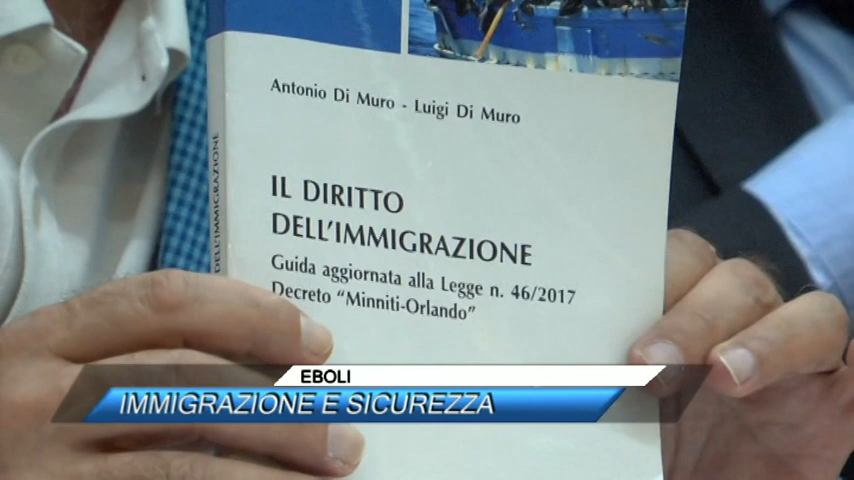 Antonio Di Muro - Luigi Di Muro
IL DIRITTO
DELL'IMMIGRAZIONE
Guida aggiornata alla Legge n. 46/2017
Decreto "Minniti-Orlando"
DELL'IMMIGRAZIONE
EBOLI
IMMIGRAZIONE E SICUREZZA